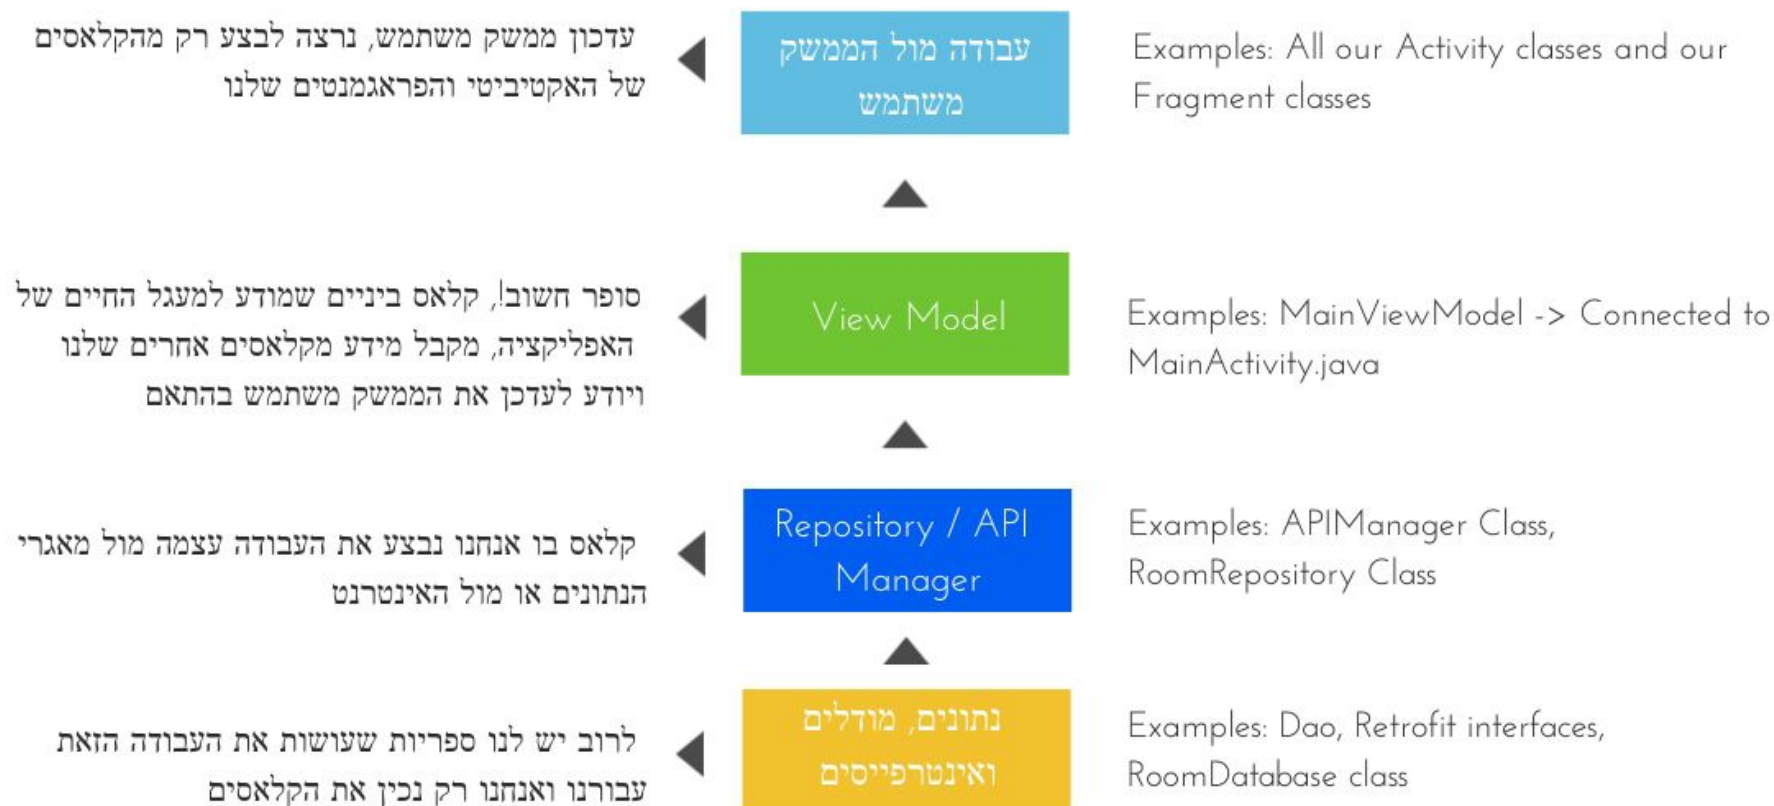 עדכון ממשק משתמש, נרצה לבצע רק מהקלאסים
של האקטיביטי והפראגמנטים שלנו
עבודה מול הממשק
משתמש
Examples: All our Activity classes and our
Fragment classes
סופר חשוב!, קלאס ביניים שמודע למעגל החיים של
האפליקציה, מקבל מידע מקלאסים אחרים שלנו
ויודע לעדכן את הממשק משתמש בהתאם
View Model
Examples: MainViewModel -> Connected to
MainActivity.java
קלאס בו אנחנו נבצע את העבודה עצמה מול מאגרי
הנתונים או מול האינטרנט
Repository / API
Manager
Examples: APIManager Class,
RoomRepository Class
לרוב יש לנו ספריות שעושות את העבודה הזאת
עבורנו ואנחנו רק נכין את הקלאסים
נתונים, מודלים
ואינטרפייסים
Examples: Dao, Retrofit interfaces,
RoomDatabase class